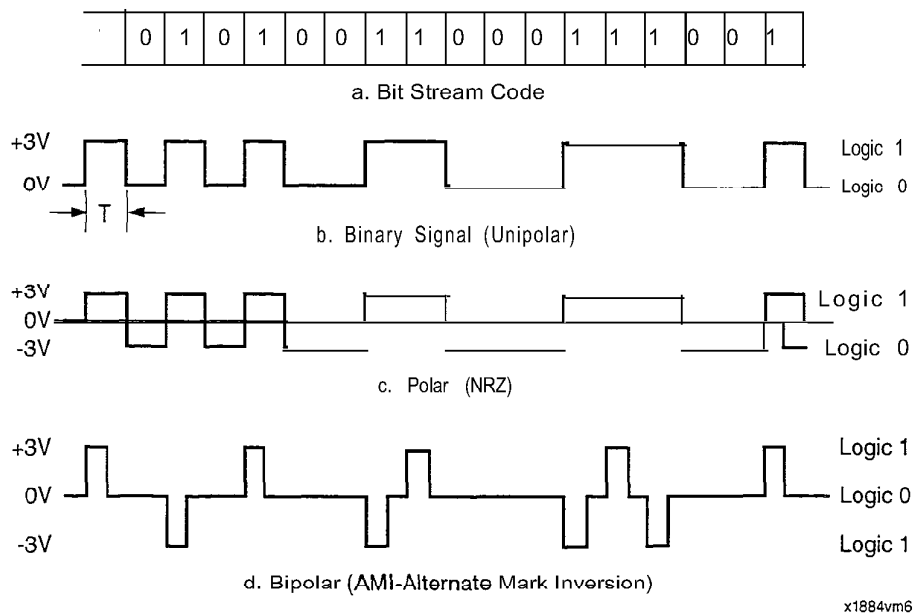 0 1 0 1 0 0 1 1 0 0 0 1 1 1 0 0 1
a. Bit Stream Code
+3V
Logic 1
0V
Logic 0
T
b. Binary Signal (Unipolar)
+3V
Logic 1
0V
-3V
Logic 0
c. Polar (NRZ)
+3V
Logic 1
0V
Logic 0
-3V
Logic 1
d. Bipolar (AMI-Alternate Mark Inversion)
x1884vm6